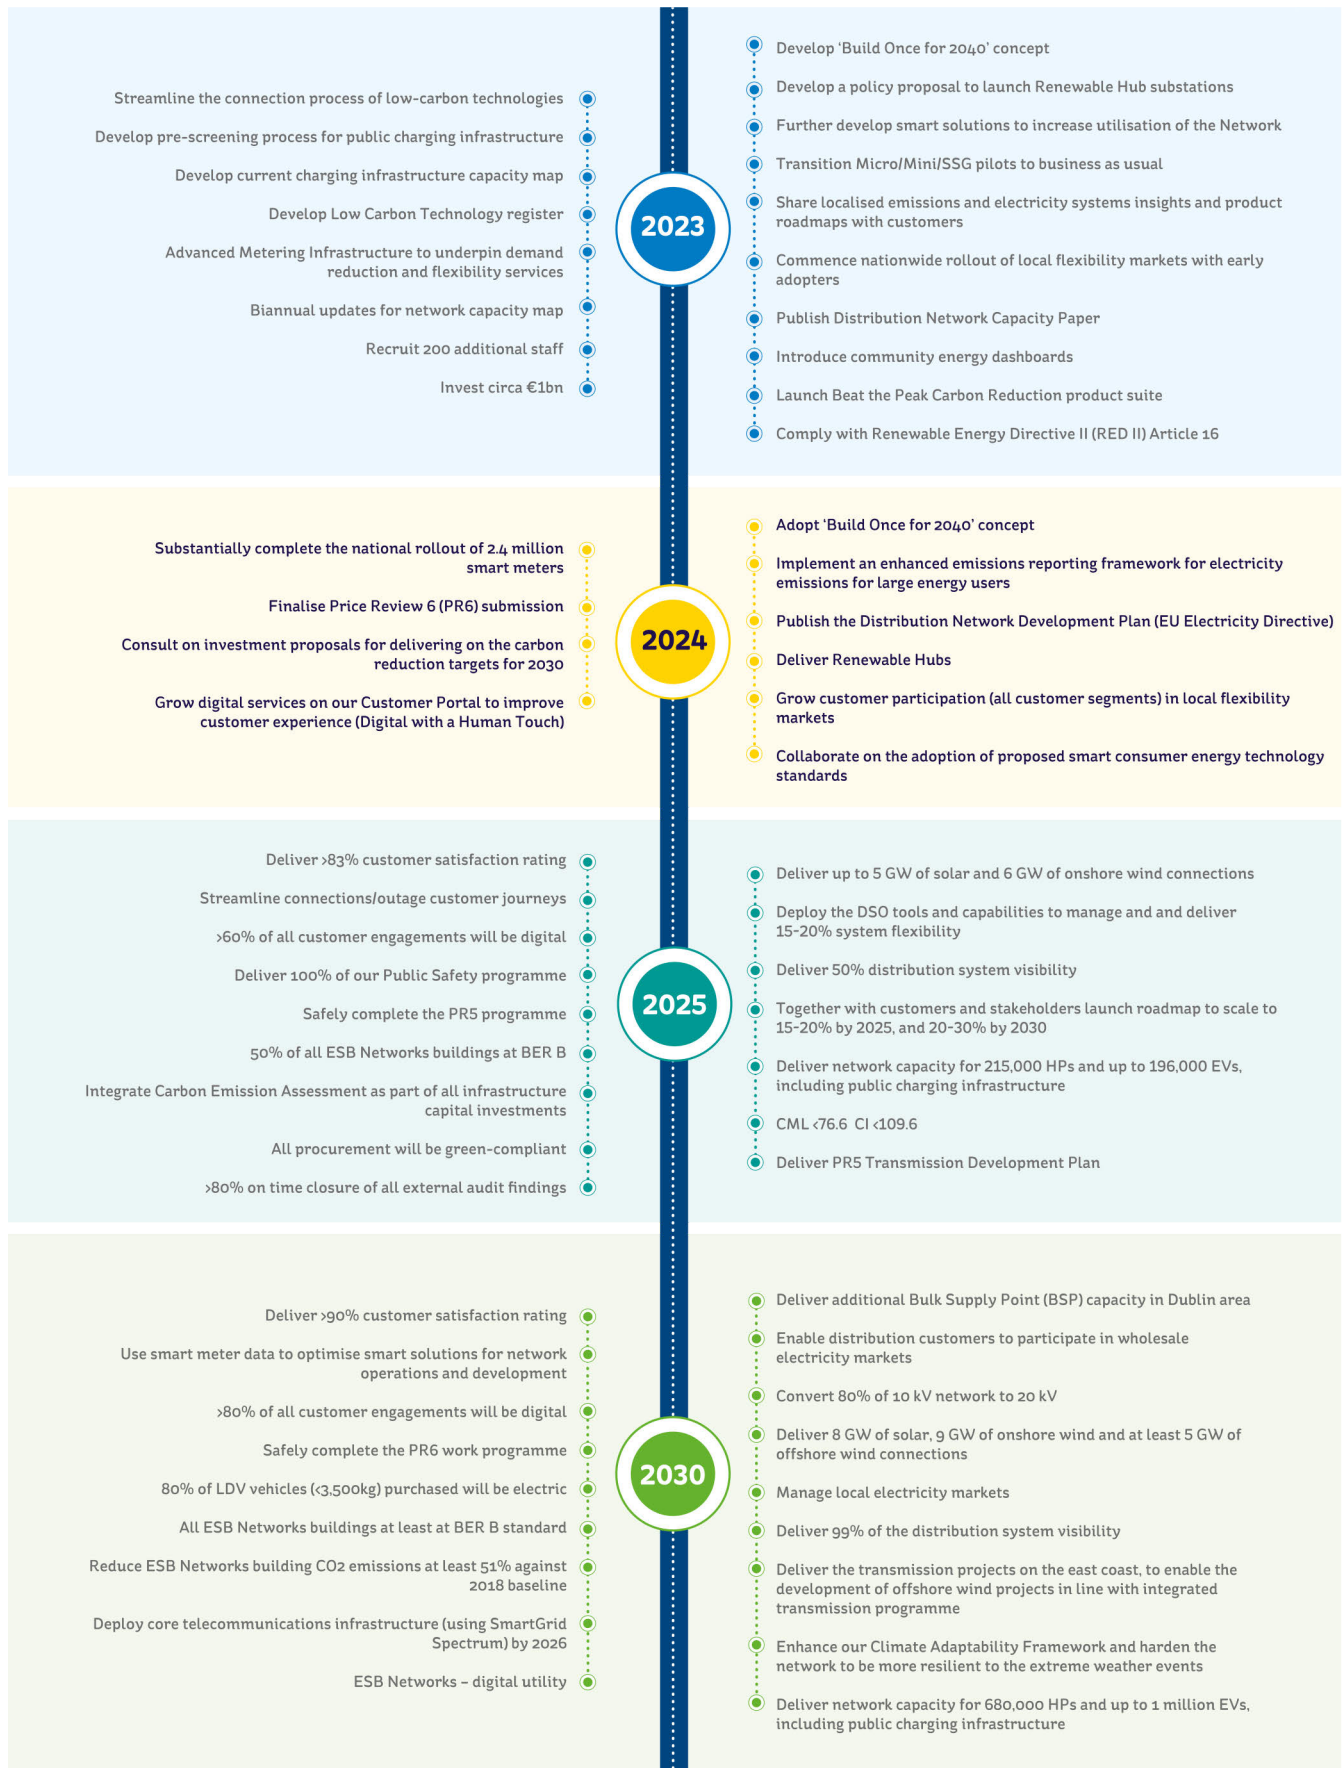 Streamline the connection process of low-carbon technologies
Develop pre-screening process for public charging infrastructure
Develop current charging infrastructure capacity map
Develop Low Carbon Technology register
Advanced Metering Infrastructure to underpin demand
reduction and flexibility services
Biannual updates for network capacity map
Recruit 200 additional staff
Invest circa €1bn
2023
Develop ‘Build Once for 2040’ concept
Develop a policy proposal to launch Renewable Hub substations
Further develop smart solutions to increase utilisation of the Network
Transition Micro/Mini/SSG pilots to business as usual
Share localised emissions and electricity systems insights and product
roadmaps with customers
Commence nationwide rollout of local flexibility markets with early
adopters
Publish Distribution Network Capacity Paper
Introduce community energy dashboards
Launch Beat the Peak Carbon Reduction product suite
Comply with Renewable Energy Directive II (RED II) Article 16
Substantially complete the national rollout of 2.4 million
smart meters
Finalise Price Review 6 (PR6) submission
Consult on investment proposals for delivering on the carbon
reduction targets for 2030
Grow digital services on our Customer Portal to improve
customer experience (Digital with a Human Touch)
2024
Adopt ‘Build Once for 2040’ concept
Implement an enhanced emissions reporting framework for electricity
emissions for large energy users
Publish the Distribution Network Development Plan (EU Electricity Directive)
Deliver Renewable Hubs
Grow customer participation (all customer segments) in local flexibility
markets
Collaborate on the adoption of proposed smart consumer energy technology
standards
Deliver >83% customer satisfaction rating
Streamline connections/outage customer journeys
>60% of all customer engagements will be digital
Deliver 100% of our Public Safety programme
Safely complete the PR5 programme
50% of all ESB Networks buildings at BER B
Integrate Carbon Emission Assessment as part of all infrastructure
capital investments
All procurement will be green-compliant
>80% on time closure of all external audit findings
2025
Deliver up to 5 GW of solar and 6 GW of onshore wind connections
Deploy the DSO tools and capabilities to manage and and deliver
15-20% system flexibility
Deliver 50% distribution system visibility
Together with customers and stakeholders launch roadmap to scale to
15-20% by 2025, and 20-30% by 2030
Deliver network capacity for 215,000 HPs and up to 196,000 EVs,
including public charging infrastructure
CML <76.6 CI <109.6
Deliver PR5 Transmission Development Plan
Deliver >90% customer satisfaction rating
Use smart meter data to optimise smart solutions for network
operations and development
>80% of all customer engagements will be digital
Safely complete the PR6 work programme
80% of LDV vehicles (<3,500kg) purchased will be electric
All ESB Networks buildings at least at BER B standard
Reduce ESB Networks building CO2 emissions at least 51% against
2018 baseline
Deploy core telecommunications infrastructure (using SmartGrid
Spectrum) by 2026
ESB Networks – digital utility
2030
Deliver additional Bulk Supply Point (BSP) capacity in Dublin area
Enable distribution customers to participate in wholesale
electricity markets
Convert 80% of 10 kV network to 20 kV
Deliver 8 GW of solar, 9 GW of onshore wind and at least 5 GW of
offshore wind connections
Manage local electricity markets
Deliver 99% of the distribution system visibility
Deliver the transmission projects on the east coast, to enable the
development of offshore wind projects in line with integrated
transmission programme
Enhance our Climate Adaptability Framework and harden the
network to be more resilient to the extreme weather events
Deliver network capacity for 680,000 HPs and up to 1 million EVs,
including public charging infrastructure